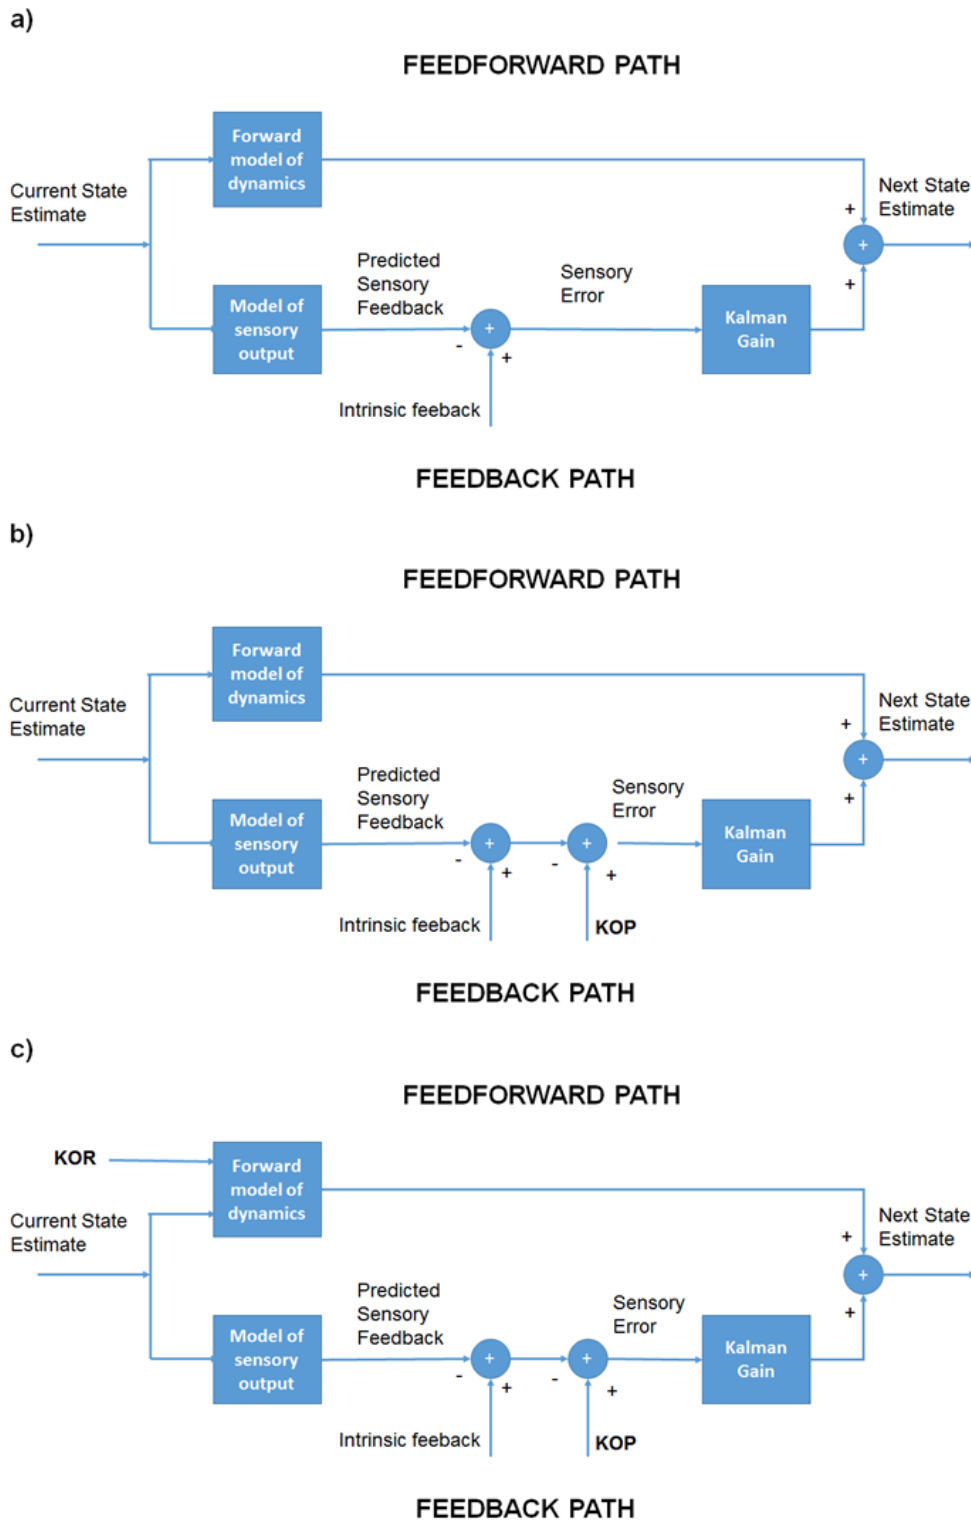 a)
FEEDFORWARD PATH
Forward
model of
dynamics
Current State
Estimate
Next State
Estimate
+
+
+
Predicted
Sensory
Feedback
Sensory
Error
Model of
sensory
output
+
-
+
Kalman
Gain
Intrinsic feeback
FEEDBACK PATH
b)
FEEDFORWARD PATH
Forward
model of
dynamics
Current State
Estimate
Next State
Estimate
+
+
+
Predicted
Sensory
Feedback
Sensory
Error
Model of
sensory
output
+
-
+
+
-
+
Kalman
Gain
Intrinsic feeback
KOP
FEEDBACK PATH
c)
FEEDFORWARD PATH
KOR
Forward
model of
dynamics
Current State
Estimate
Next State
Estimate
+
+
+
Predicted
Sensory
Feedback
Sensory
Error
Model of
sensory
output
+
-
+
+
-
+
Kalman
Gain
Intrinsic feeback
KOP
FEEDBACK PATH